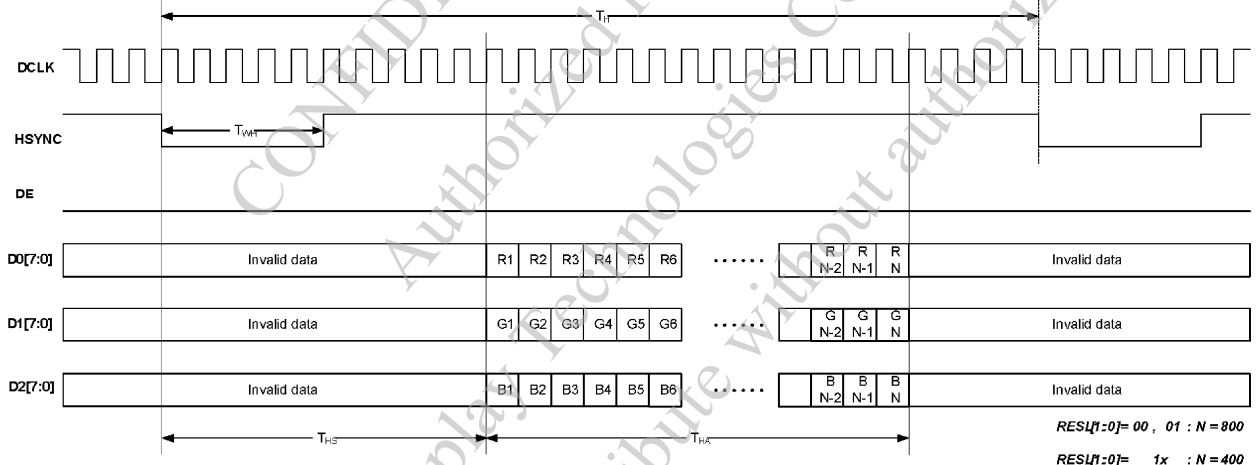 TH
DCLK
HSYNC
TWH
DE
D0[7:0] Invalid data R1 R2 R3 R4 R5 R6 ...... R N-2 R N-1 R N Invalid data
D1[7:0] Invalid data G1 G2 G3 G4 G5 G6 ...... G N-2 G N-1 G N Invalid data
D2[7:0] Invalid data B1 B2 B3 B4 B5 B6 ...... B N-2 B N-1 B N Invalid data
THS THA
RESL[1:0]= 00 , 01 : N = 800
RESL[1:0]= 1x : N = 400
Authorized
Technologies
without